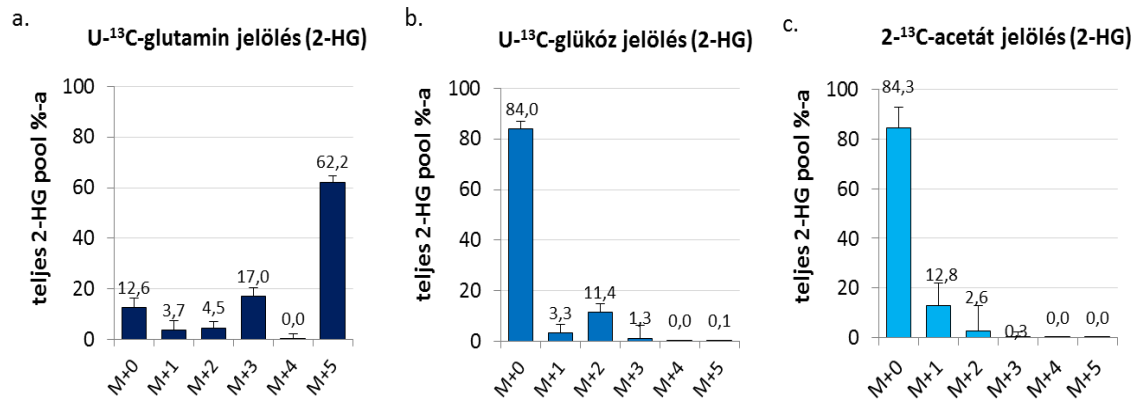 a.
U-¹³C-glutamin jelölés (2-HG)
teljes 2-HG pool %-a
100
80
60
40
20
0
12,6
3,7
4,5
17,0
0,0
62,2
M+0
M+1
M+2
M+3
M+4
M+5
b.
U-¹³C-glükóz jelölés (2-HG)
teljes 2-HG pool %-a
100
80
60
40
20
0
84,0
3,3
11,4
1,3
0,0
0,1
M+0
M+1
M+2
M+3
M+4
M+5
c.
2-¹³C-acetát jelölés (2-HG)
teljes 2-HG pool %-a
100
80
60
40
20
0
84,3
12,8
2,6
0,3
0,0
0,0
M+0
M+1
M+2
M+3
M+4
M+5